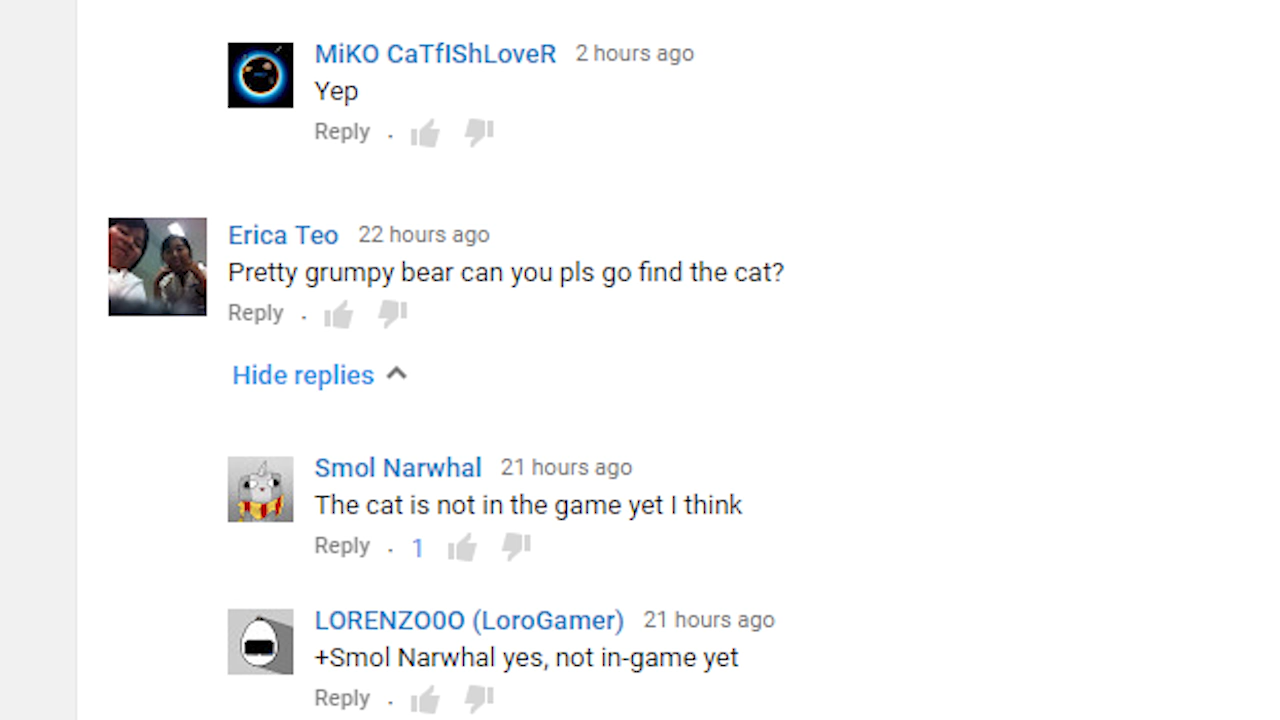 MiKO CaTfIShLoveR 2 hours ago
Yep
Reply .
Erica Teo 22 hours ago
Pretty grumpy bear can you pls go find the cat?
Reply .
Hide replies
Smol Narwhal 21 hours ago
The cat is not in the game yet I think
Reply . 1
LORENZO0O (LoroGamer) 21 hours ago
+Smol Narwhal yes, not in-game yet
Reply .